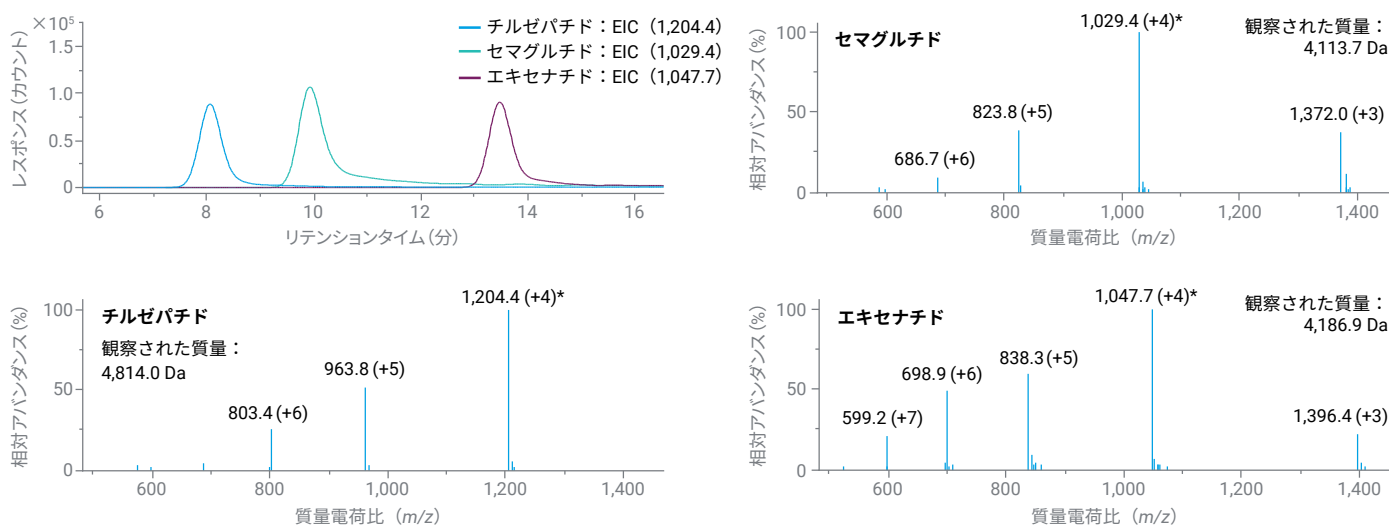 ×10⁵
レスポンス（カウント）
1.5
1.0
0.5
0
6
8
10
12
14
16
リテンションタイム（分）
チルゼパチド：EIC（1,204.4）
セマグルチド：EIC（1,029.4）
エキセナチド：EIC（1,047.7）
相対アバンダンス（%）
100
50
0
セマグルチド
686.7 (+6)
823.8 (+5)
1,029.4 (+4)*
1,372.0 (+3)
観察された質量：
4,113.7 Da
600
800
1,000
1,200
1,400
質量電荷比（m/z）
相対アバンダンス（%）
100
50
0
チルゼパチド
観察された質量：
4,814.0 Da
803.4 (+6)
963.8 (+5)
1,204.4 (+4)*
600
800
1,000
1,200
1,400
質量電荷比（m/z）
相対アバンダンス（%）
100
50
0
エキセナチド
599.2 (+7)
698.9 (+6)
838.3 (+5)
1,047.7 (+4)*
1,396.4 (+3)
観察された質量：
4,186.9 Da
600
800
1,000
1,200
1,400
質量電荷比（m/z）